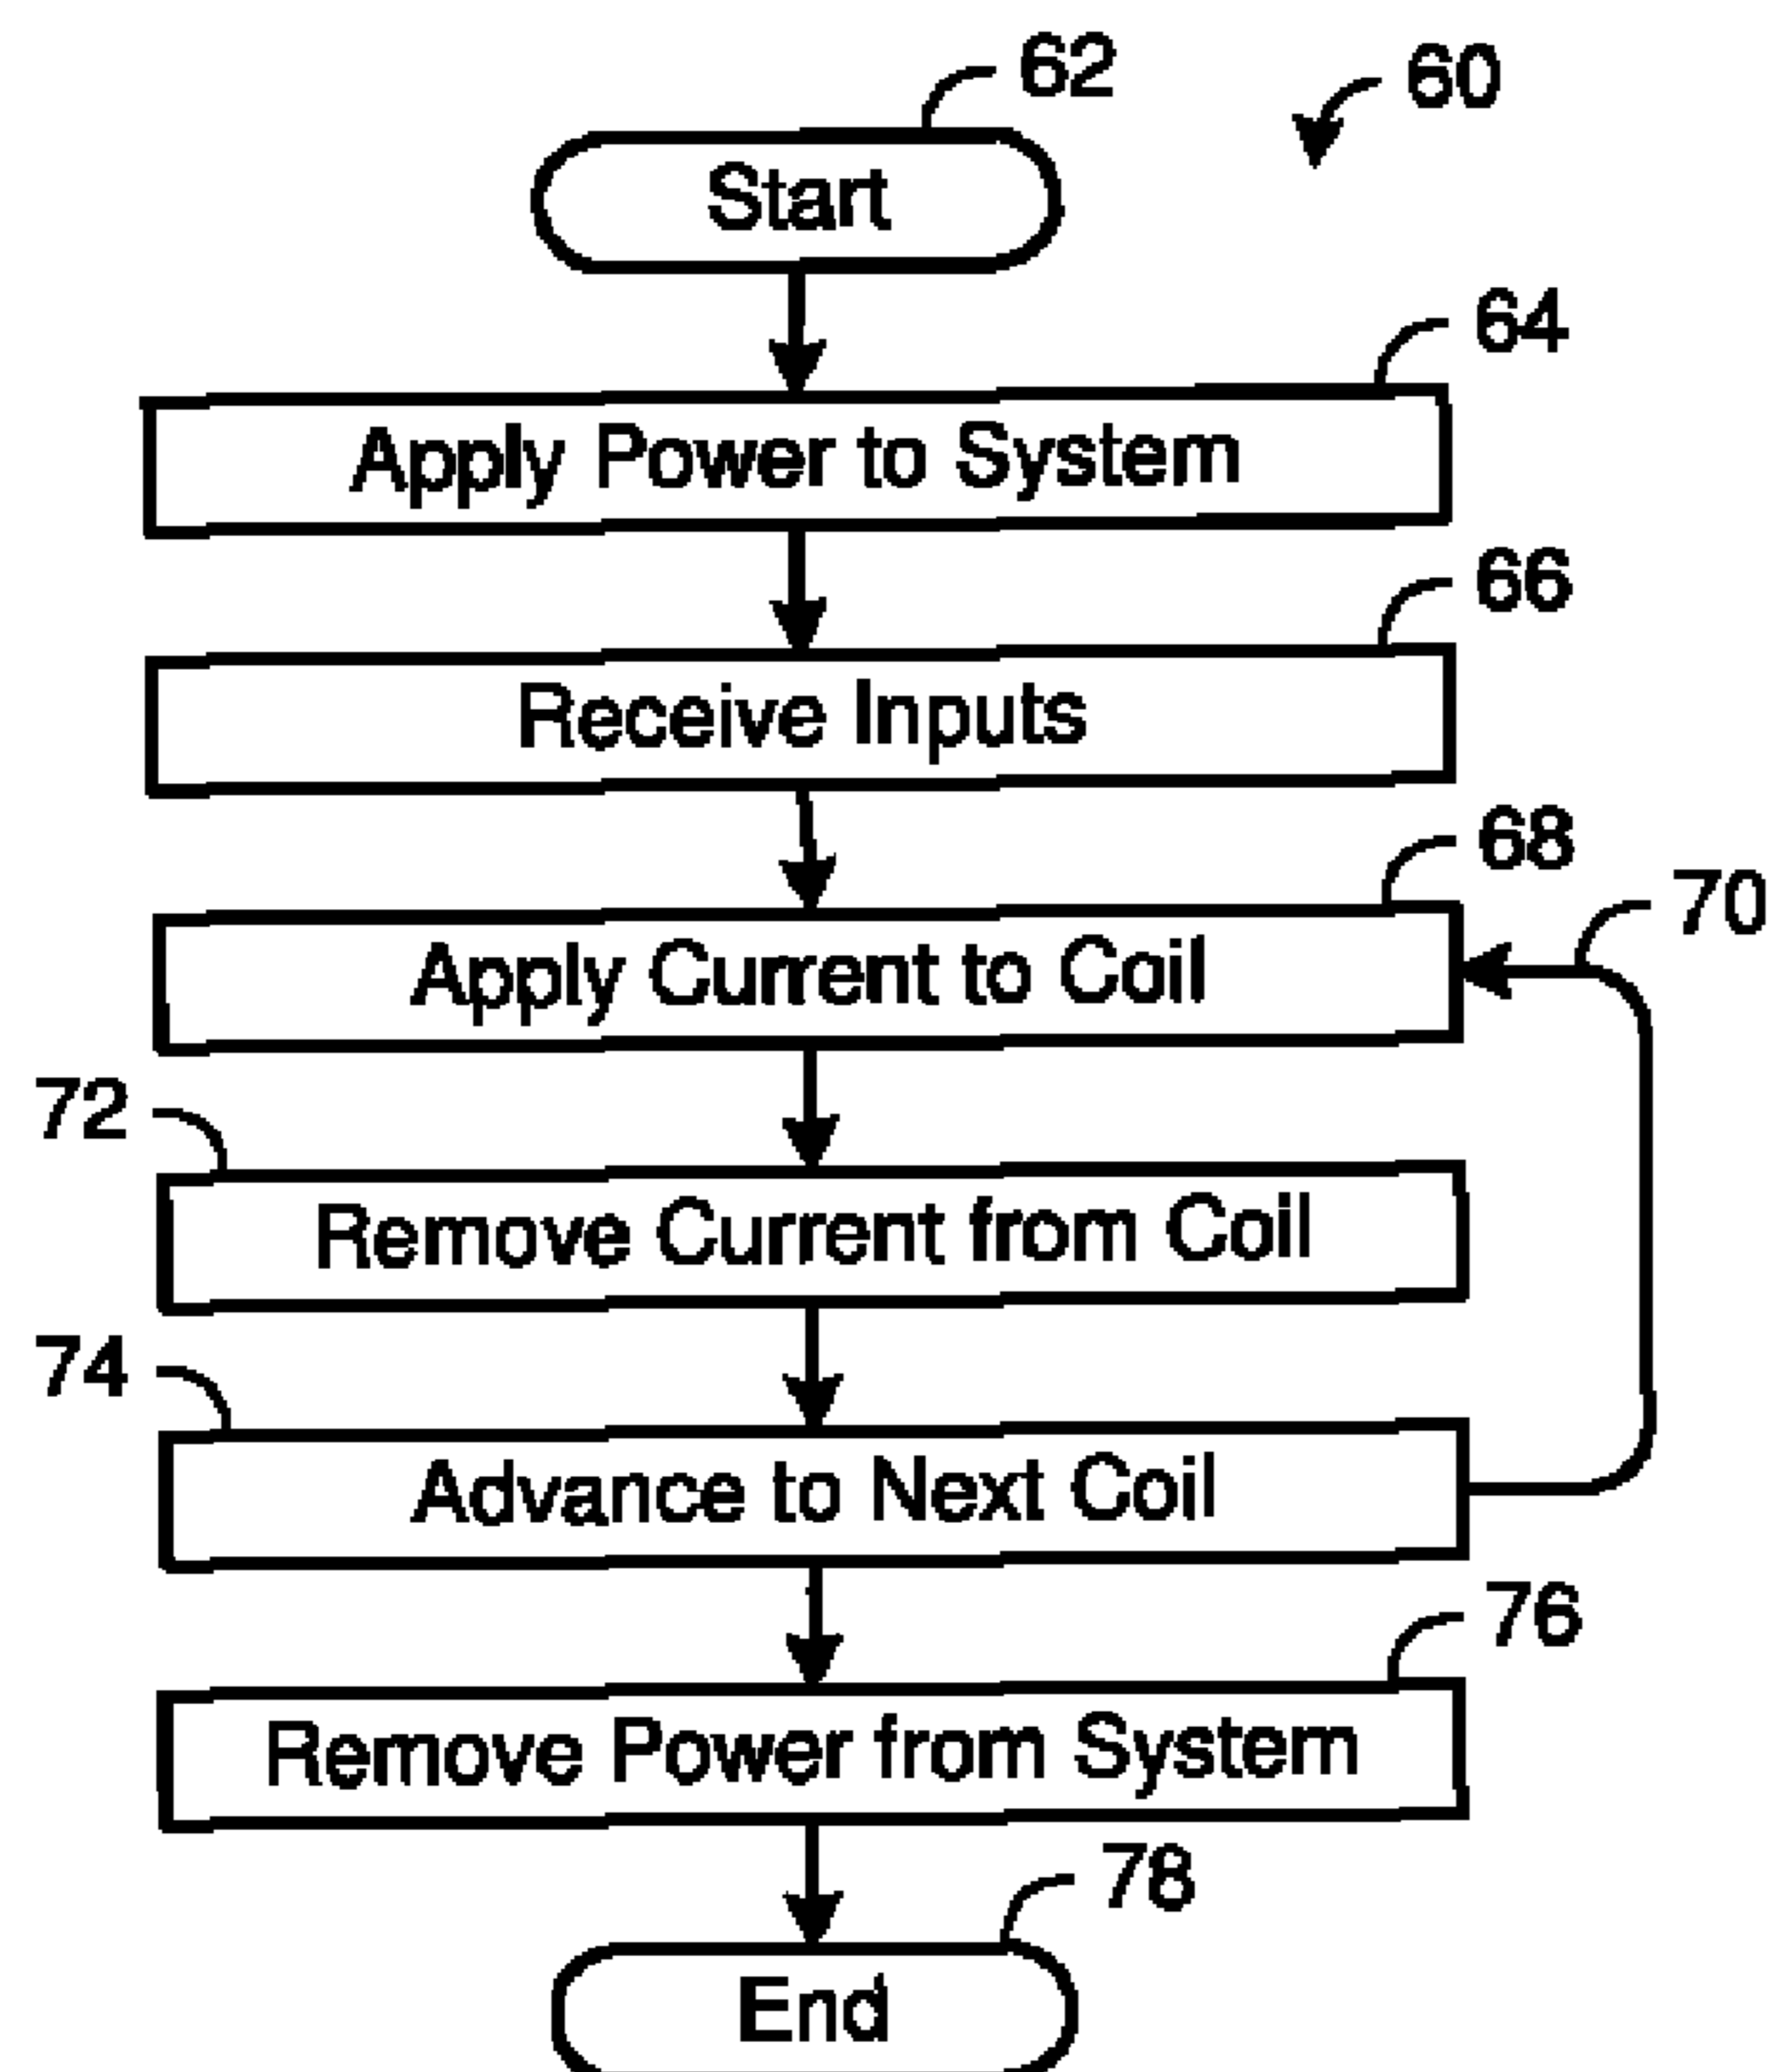 62
60
Start
64
Apply Power to System
66
Receive Inputs
68
70
Apply Current to Coil
72
Remove Current from Coil
74
Advance to Next Coil
76
Remove Power from System
78
End